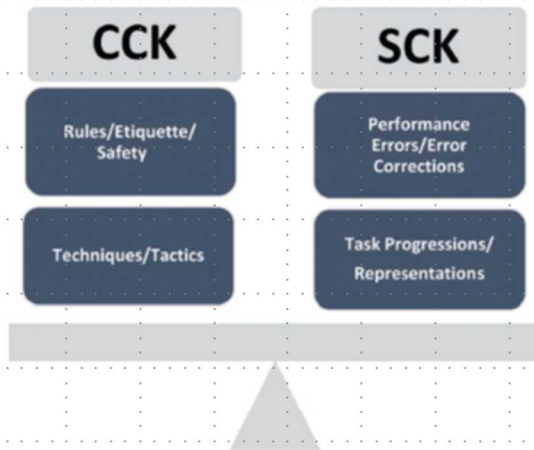 CCK
SCK
Rules/Etiquette/
Safety
Performance
Errors/Error
Corrections
Techniques/Tactics
Task Progressions/
Representations